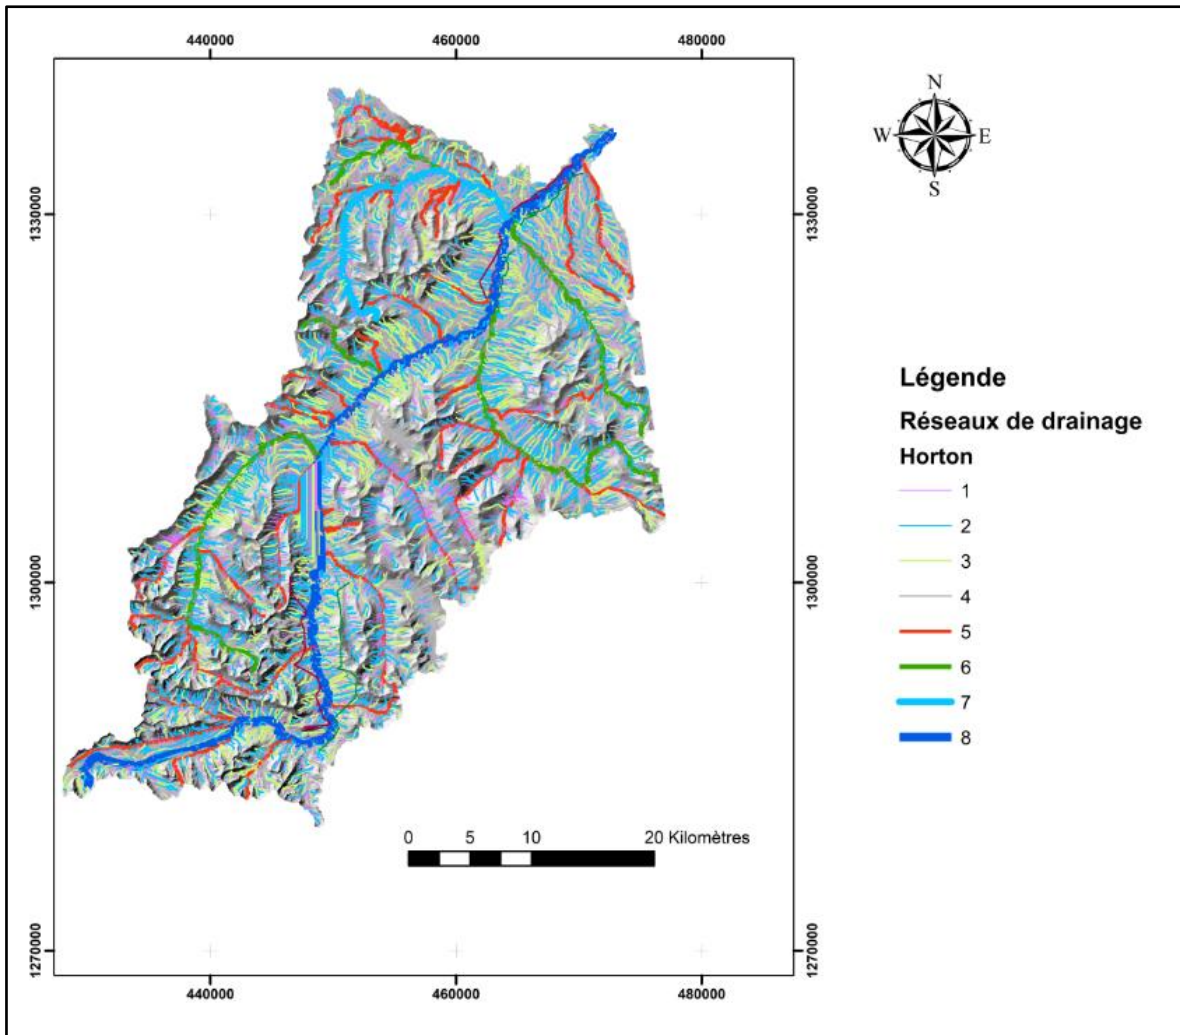 440000 460000 480000
N
W E
S
1330000 1330000
Légende
Réseaux de drainage
Horton
1
2
3
4
5
6
7
8
1300000 1300000
0 5 10 20 Kilomètres
1270000 1270000
440000 460000 480000